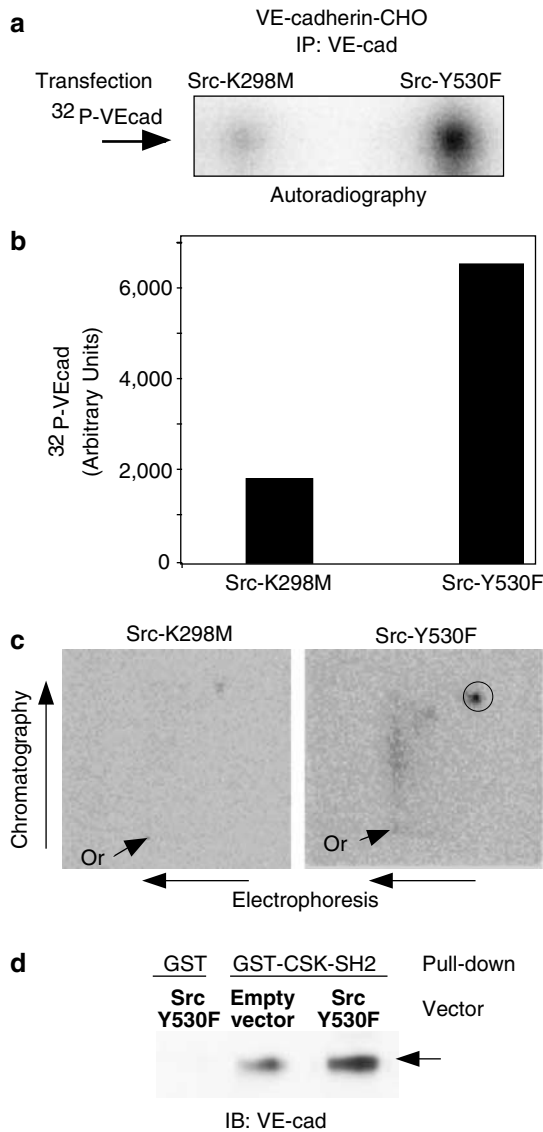 a
VE-cadherin-CHO
IP: VE-cad
Transfection Src-K298M Src-Y530F
32 P-VEcad
Autoradiography
b
32 P-VEcad
(Arbitrary Units)
6,000
4,000
2,000
0
Src-K298M Src-Y530F
c
Src-K298M Src-Y530F
Chromatography
Or Or
Electrophoresis
d
GST GST-CSK-SH2 Pull-down
Src Empty Src
Y530F vector Y530F Vector
IB: VE-cad